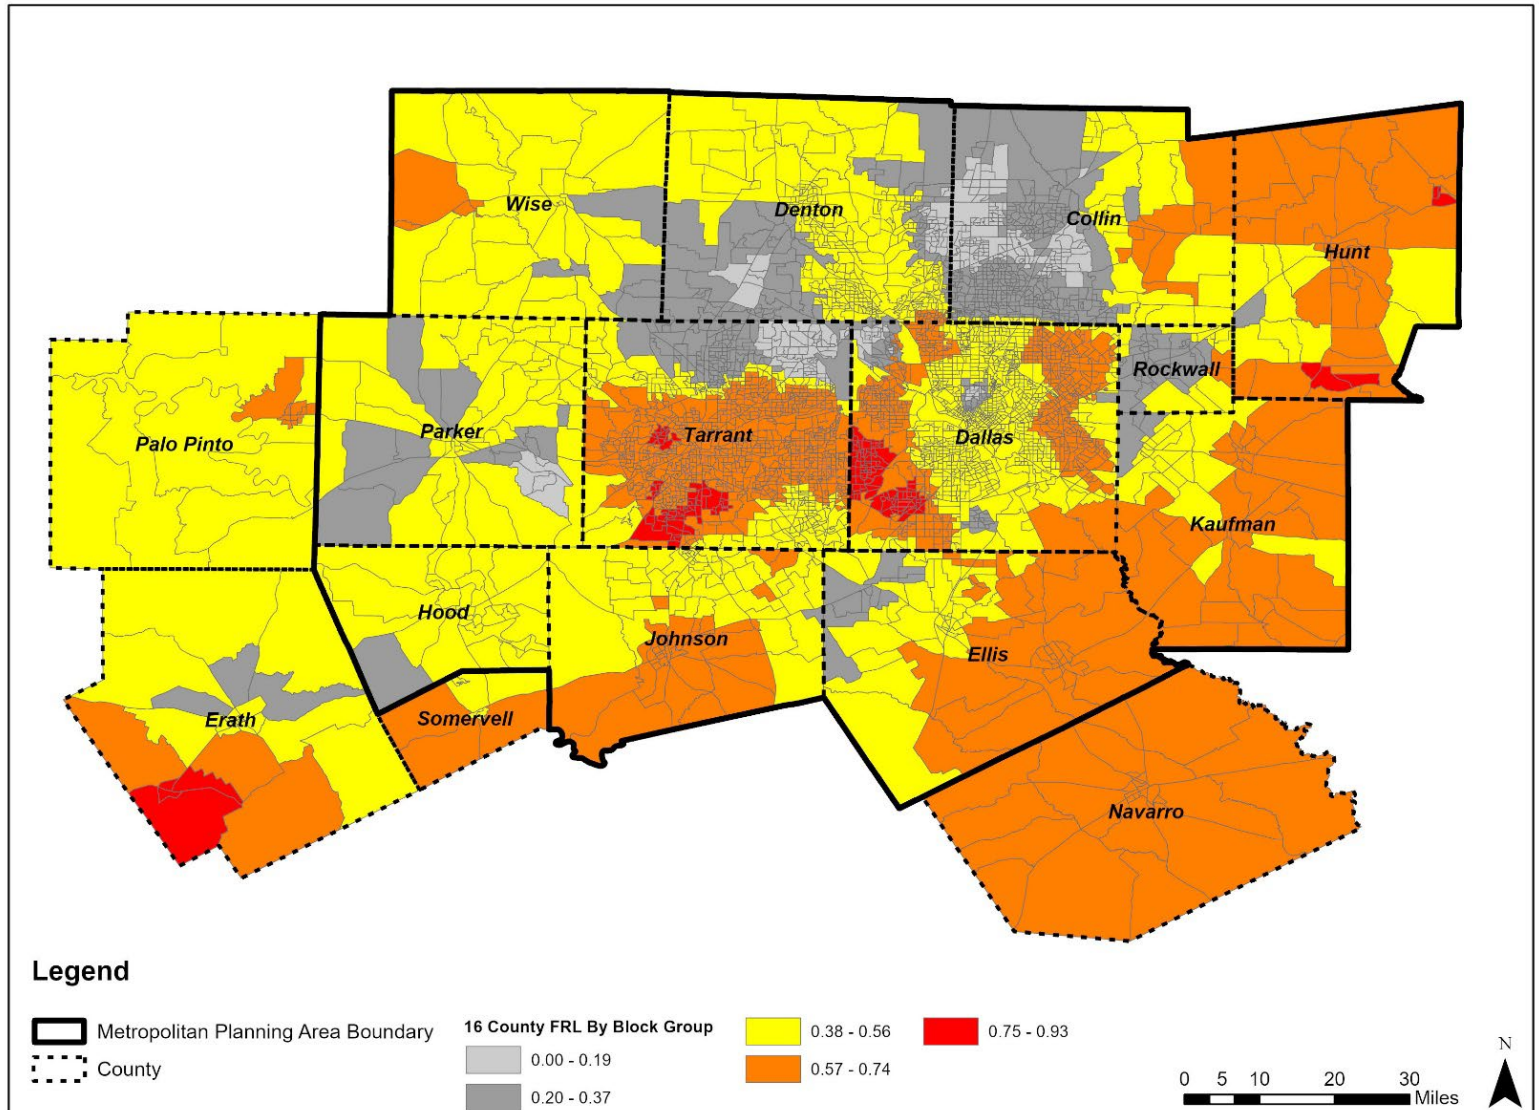 Wise
Denton
Collin
Hunt
Palo Pinto
Parker
Tarrant
Dallas
Rockwall
Kaufman
Hood
Johnson
Ellis
Erath
Somervell
Navarro
Legend
Metropolitan Planning Area Boundary
County
16 County FRL By Block Group
0.00 - 0.19
0.20 - 0.37
0.38 - 0.56
0.57 - 0.74
0.75 - 0.93
N
0 5 10 20 30
Miles